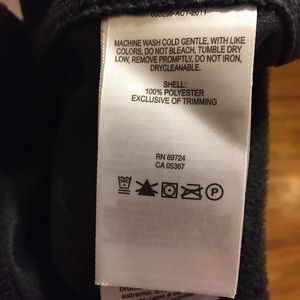 MACHINE WASH COLD GENTLE, WITH LIKE
COLORS, DO NOT BLEACH, TUMBLE DRY
LOW, REMOVE PROMPTLY, DO NOT IRON,
DRYCLEANABLE.
SHELL:
100% POLYESTER
EXCLUSIVE OF TRIMMING
RN 69724
CA 05367
P